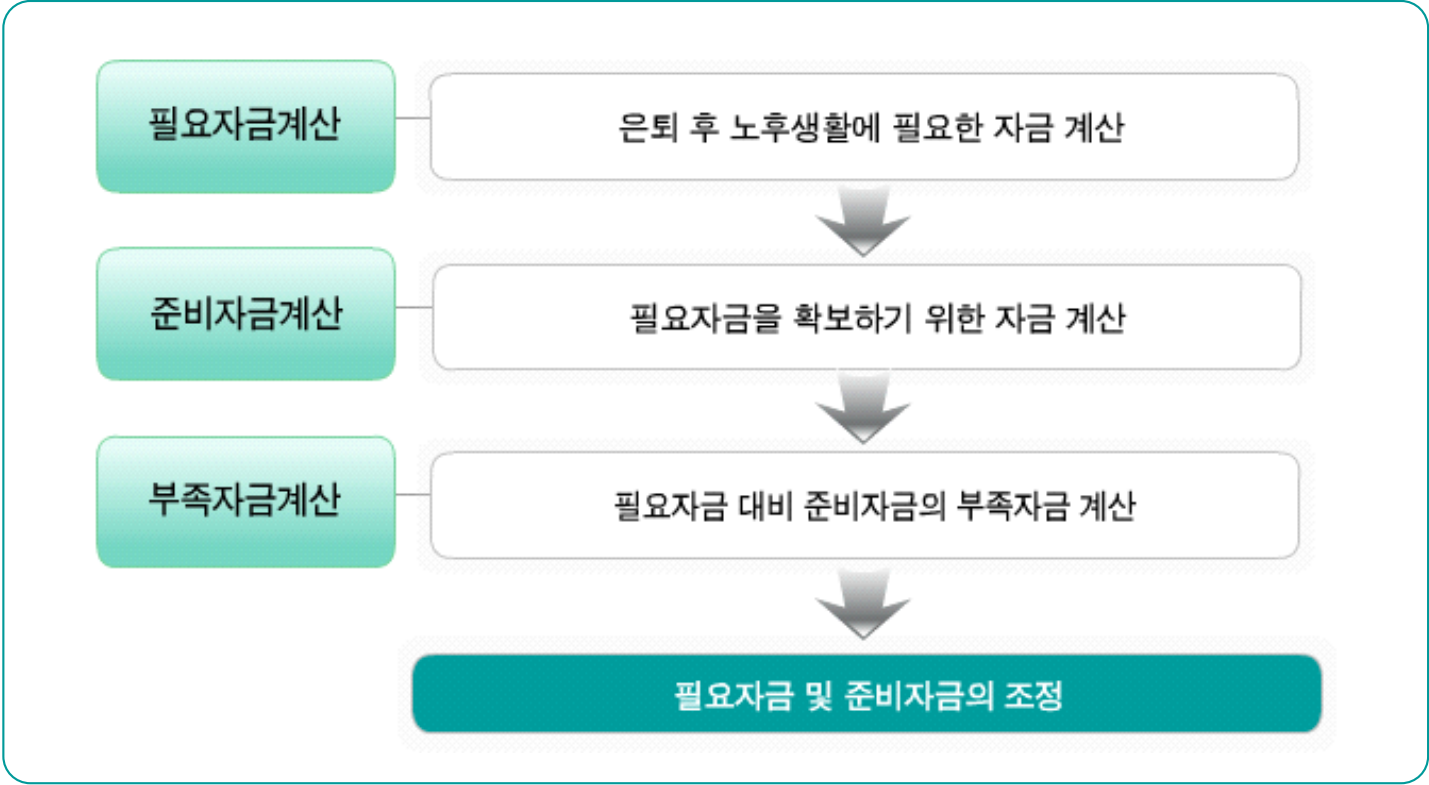 필요자금계산
은퇴 후 노후생활에 필요한 자금 계산
준비자금계산
필요자금을 확보하기 위한 자금 계산
부족자금계산
필요자금 대비 준비자금의 부족자금 계산
필요자금 및 준비자금의 조정